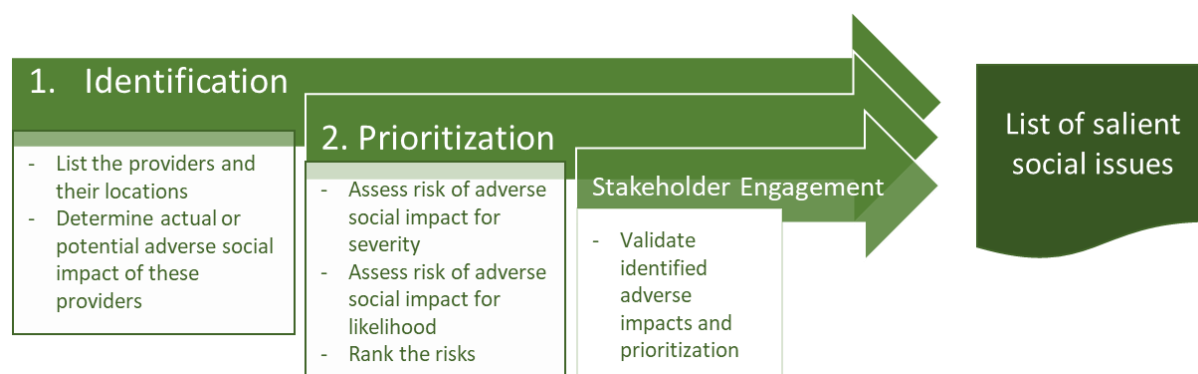 1. Identification
- List the providers and
their locations
- Determine actual or
potential adverse social
impact of these
providers
2. Prioritization
- Assess risk of adverse
social impact for
severity
- Assess risk of adverse
social impact for
likelihood
- Rank the risks
Stakeholder Engagement
- Validate
identified
adverse
impacts and
prioritization
List of salient
social issues